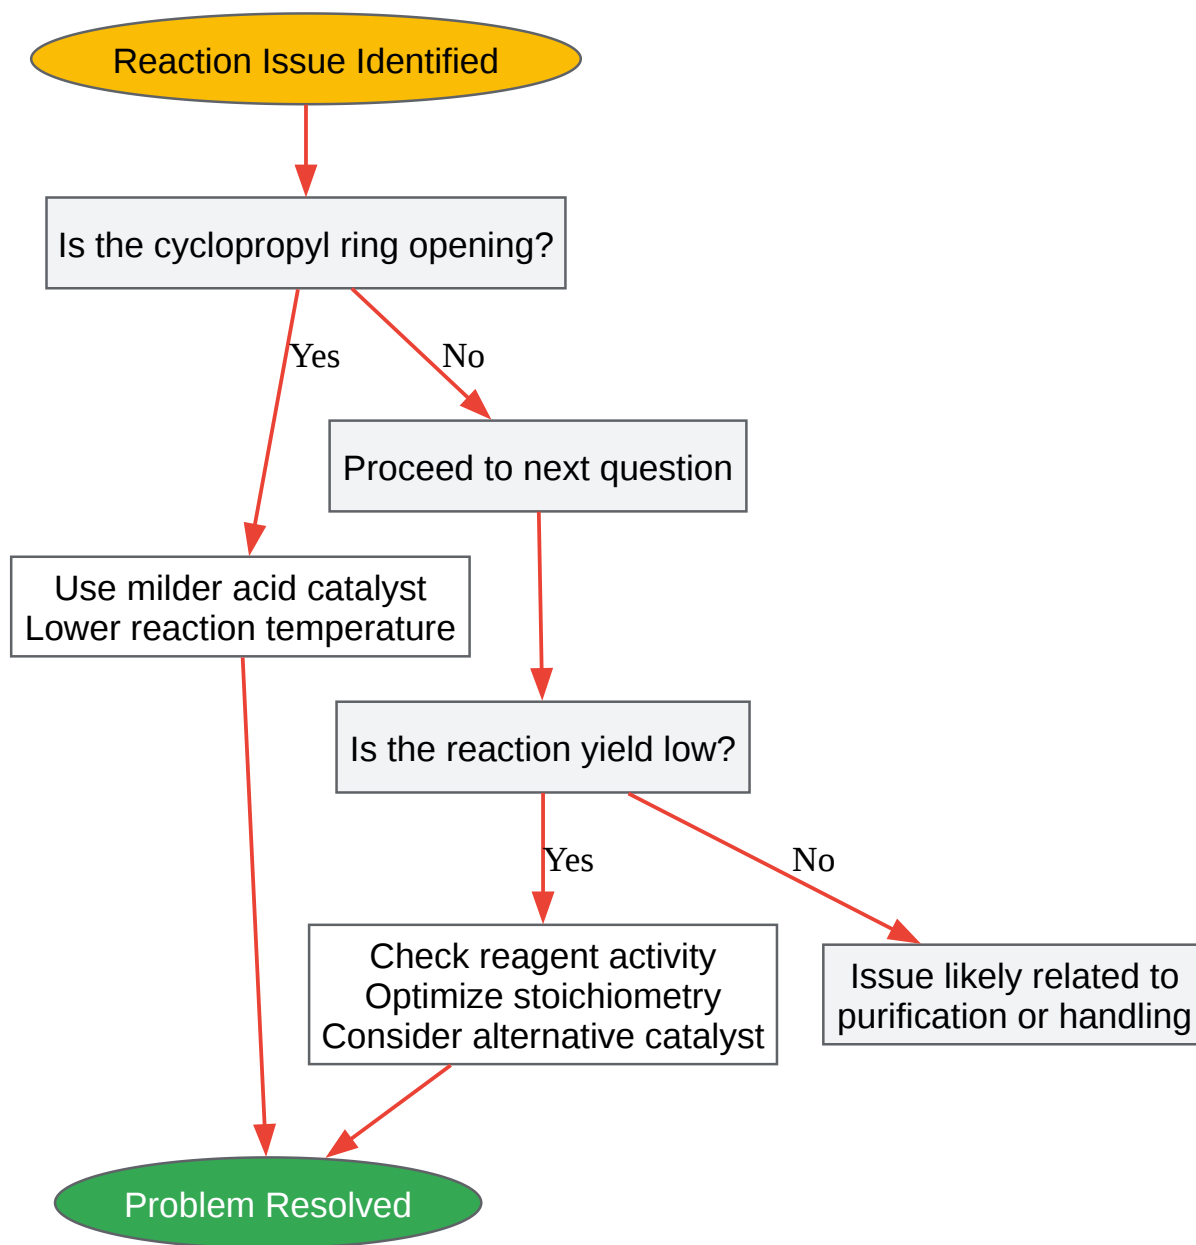 Reaction Issue Identified
Is the cyclopropyl ring opening?
Yes
No
Proceed to next question
Use milder acid catalyst
Lower reaction temperature
Is the reaction yield low?
Yes
No
Check reagent activity
Optimize stoichiometry
Consider alternative catalyst
Issue likely related to
purification or handling
Problem Resolved